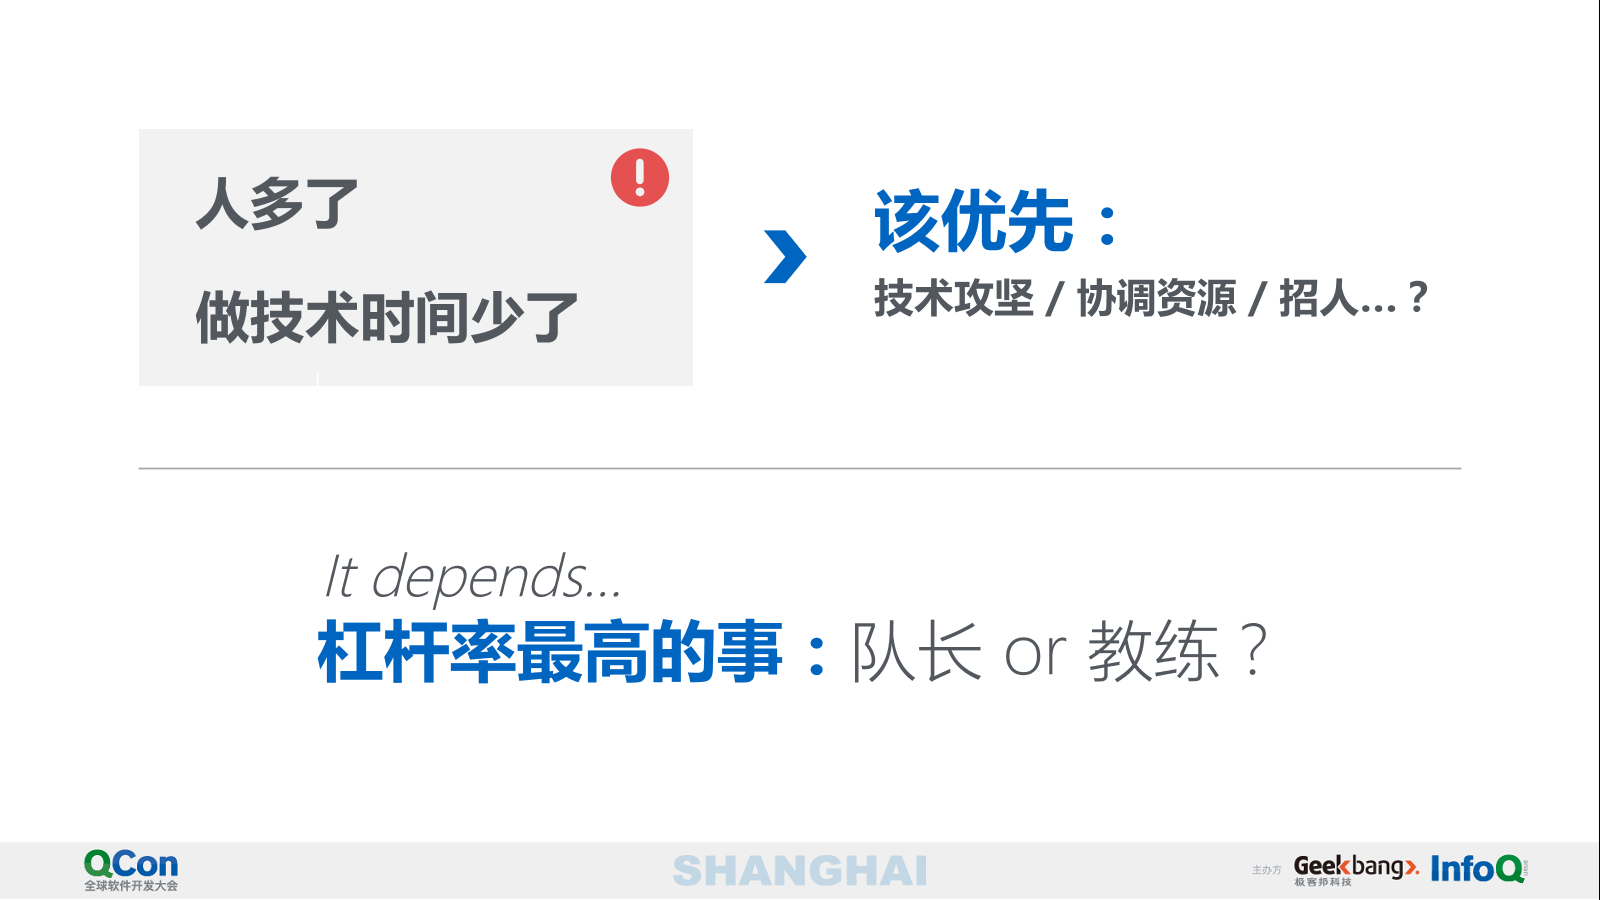 人多了
做技术时间少了
该优先：
技术攻坚 / 协调资源 / 招人...？
It depends...
杠杆率最高的事：队长 or 教练？
QCon
全球软件开发大会
SHANGHAI
主办方
Geekbang>.
极客邦科技
InfoQ